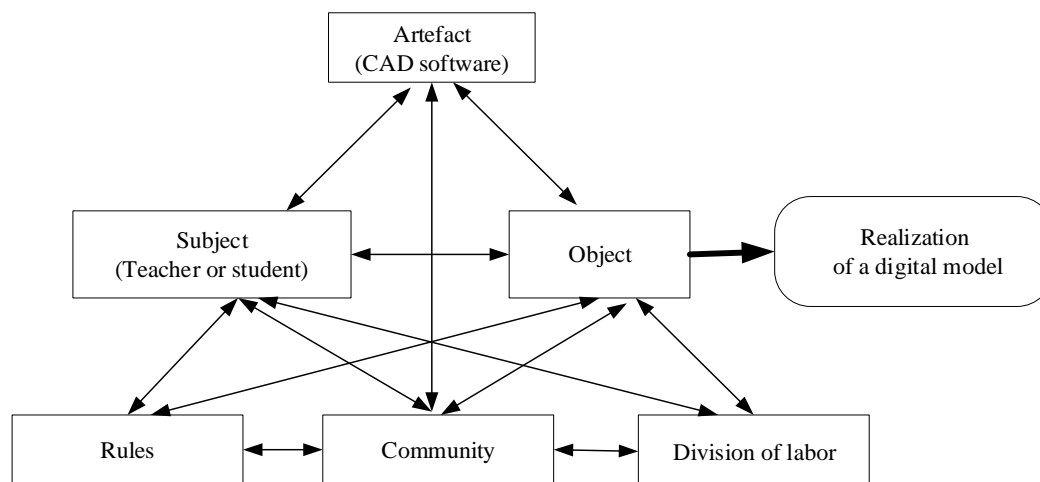 Artefact
(CAD software)
Subject
(Teacher or student)
Object
Realization
of a digital model
Rules
Community
Division of labor